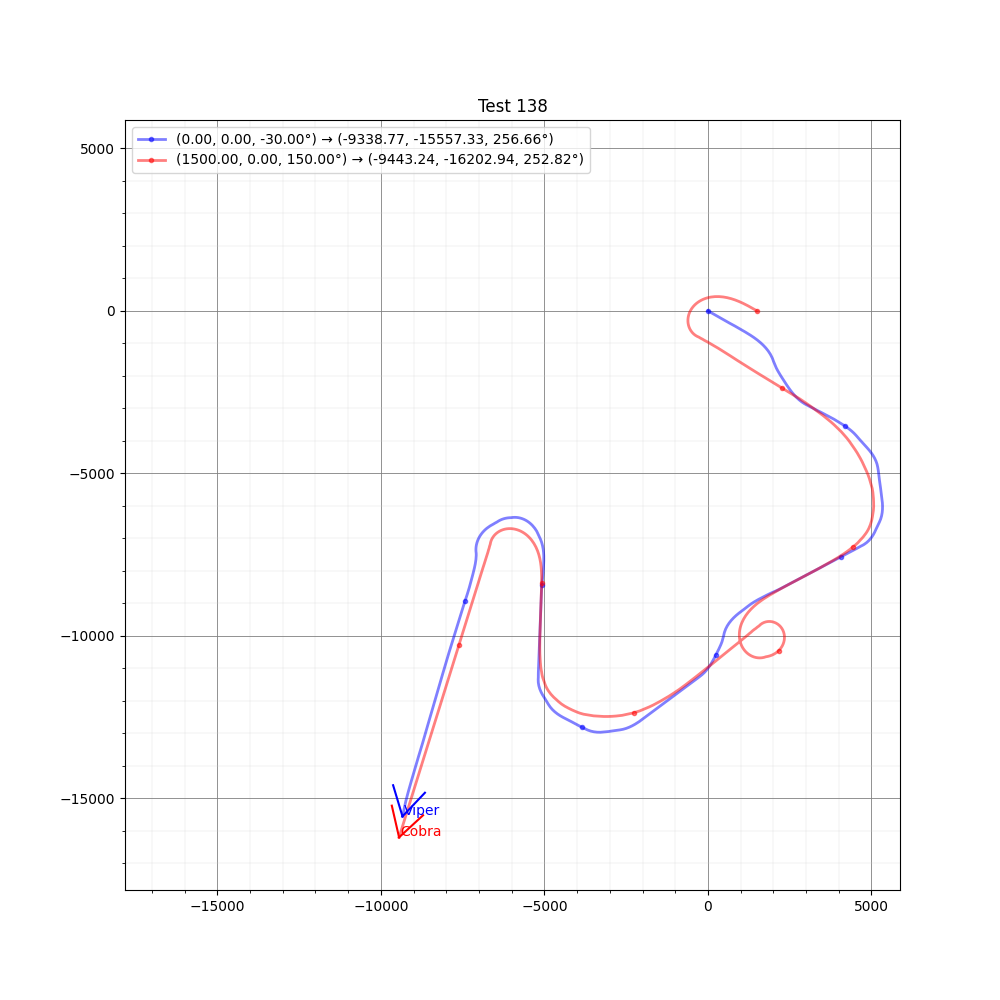 Test 138
(0.00, 0.00, -30.00°) → (-9338.77, -15557.33, 256.66°)
(1500.00, 0.00, 150.00°) → (-9443.24, -16202.94, 252.82°)
5000
0
−5000
−10000
−15000
Viper
Cobra
−15000 −10000 −5000 0 5000